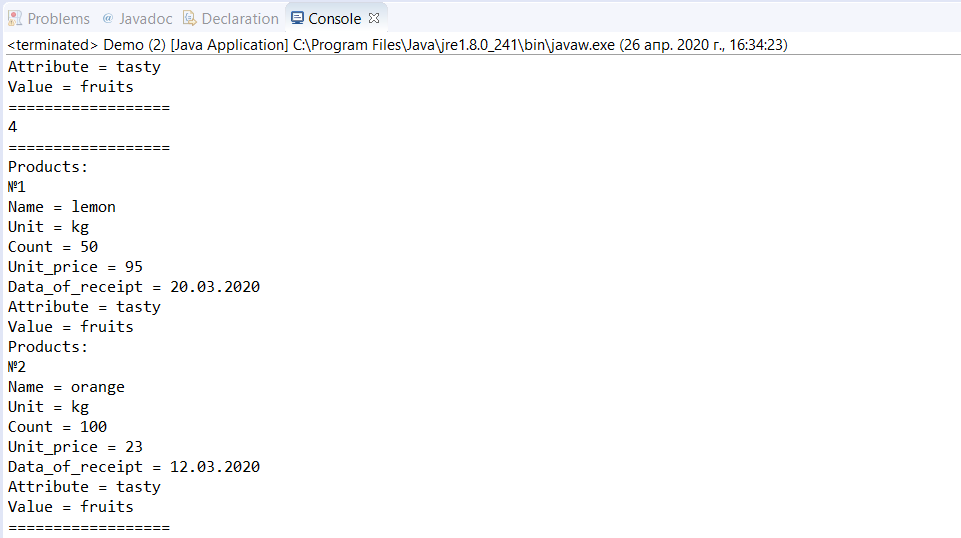 Problems @ Javadoc Declaration Console
<terminated> Demo (2) [Java Application] C:\Program Files\Java\jre1.8.0_241\bin\javaw.exe (26 апр. 2020 г., 16:34:23)
Attribute = tasty
Value = fruits
==================
4
==================
Products:
№1
Name = lemon
Unit = kg
Count = 50
Unit_price = 95
Data_of_receipt = 20.03.2020
Attribute = tasty
Value = fruits
Products:
№2
Name = orange
Unit = kg
Count = 100
Unit_price = 23
Data_of_receipt = 12.03.2020
Attribute = tasty
Value = fruits
==================